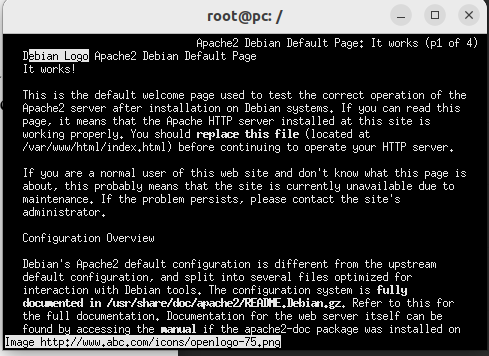 root@pc: /
Apache2 Debian Default Page: It works (p1 of 4)
Debian Logo Apache2 Debian Default Page
It works!
This is the default welcome page used to test the correct operation of the
Apache2 server after installation on Debian systems. If you can read this
page, it means that the Apache HTTP server installed at this site is
working properly. You should replace this file (located at
/var/www/html/index.html) before continuing to operate your HTTP server.
If you are a normal user of this web site and don't know what this page is
about, this probably means that the site is currently unavailable due to
maintenance. If the problem persists, please contact the site's
administrator.
Configuration Overview
Debian's Apache2 default configuration is different from the upstream
default configuration, and split into several files optimized for
interaction with Debian tools. The configuration system is fully
documented in /usr/share/doc/apache2/README.Debian.gz. Refer to this for
the full documentation. Documentation for the web server itself can be
found by accessing the manual if the apache2-doc package was installed on
Image http://www.abc.com/icons/openlogo-75.png